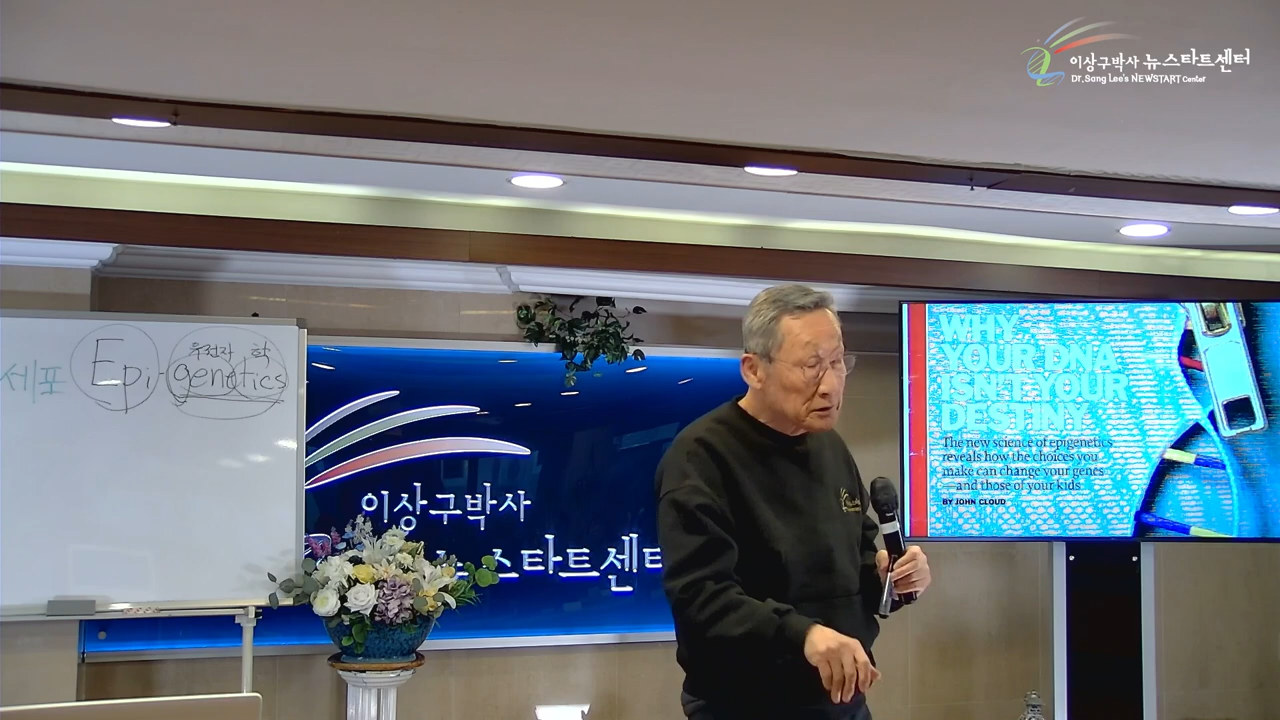 이상구박사 뉴스타트센터
Dr. Sang Lee's NEWSTART Center
세포 Epi-genetics
유전자 학
이상구박사
뉴스타트센터
WHY
YOUR DNA
ISN'T YOUR
DESTINY
The new science of epigenetics
reveals how the choices you
make can change your genes
—and those of your kids
BY JOHN CLOUD